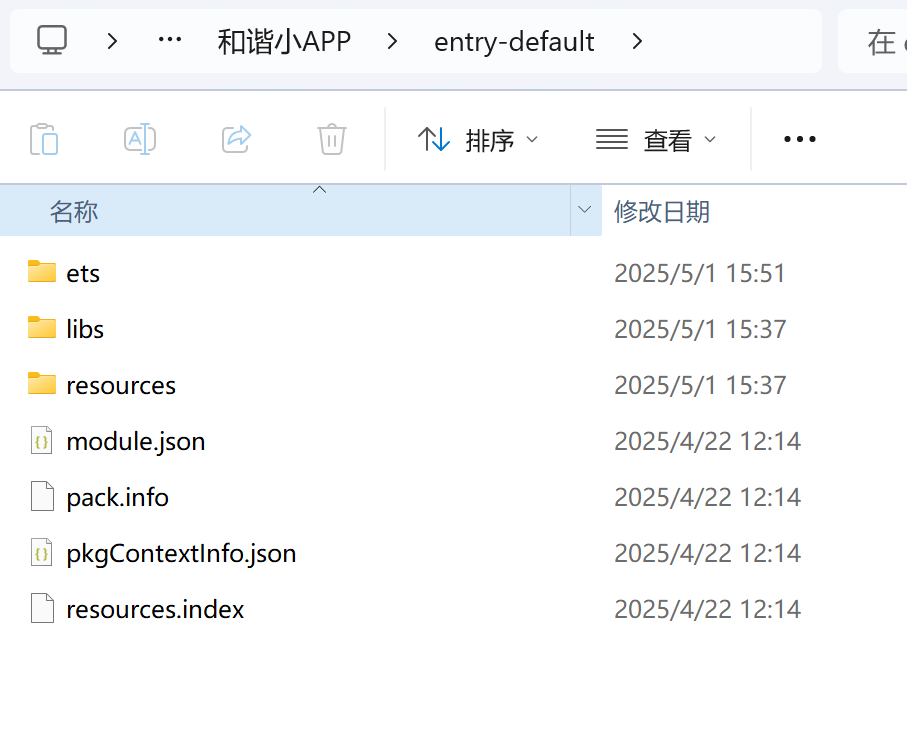 和谐小APP entry-default 在
排序 查看
名称 修改日期
ets 2025/5/1 15:51
libs 2025/5/1 15:37
resources 2025/5/1 15:37
module.json 2025/4/22 12:14
pack.info 2025/4/22 12:14
pkgContextInfo.json 2025/4/22 12:14
resources.index 2025/4/22 12:14